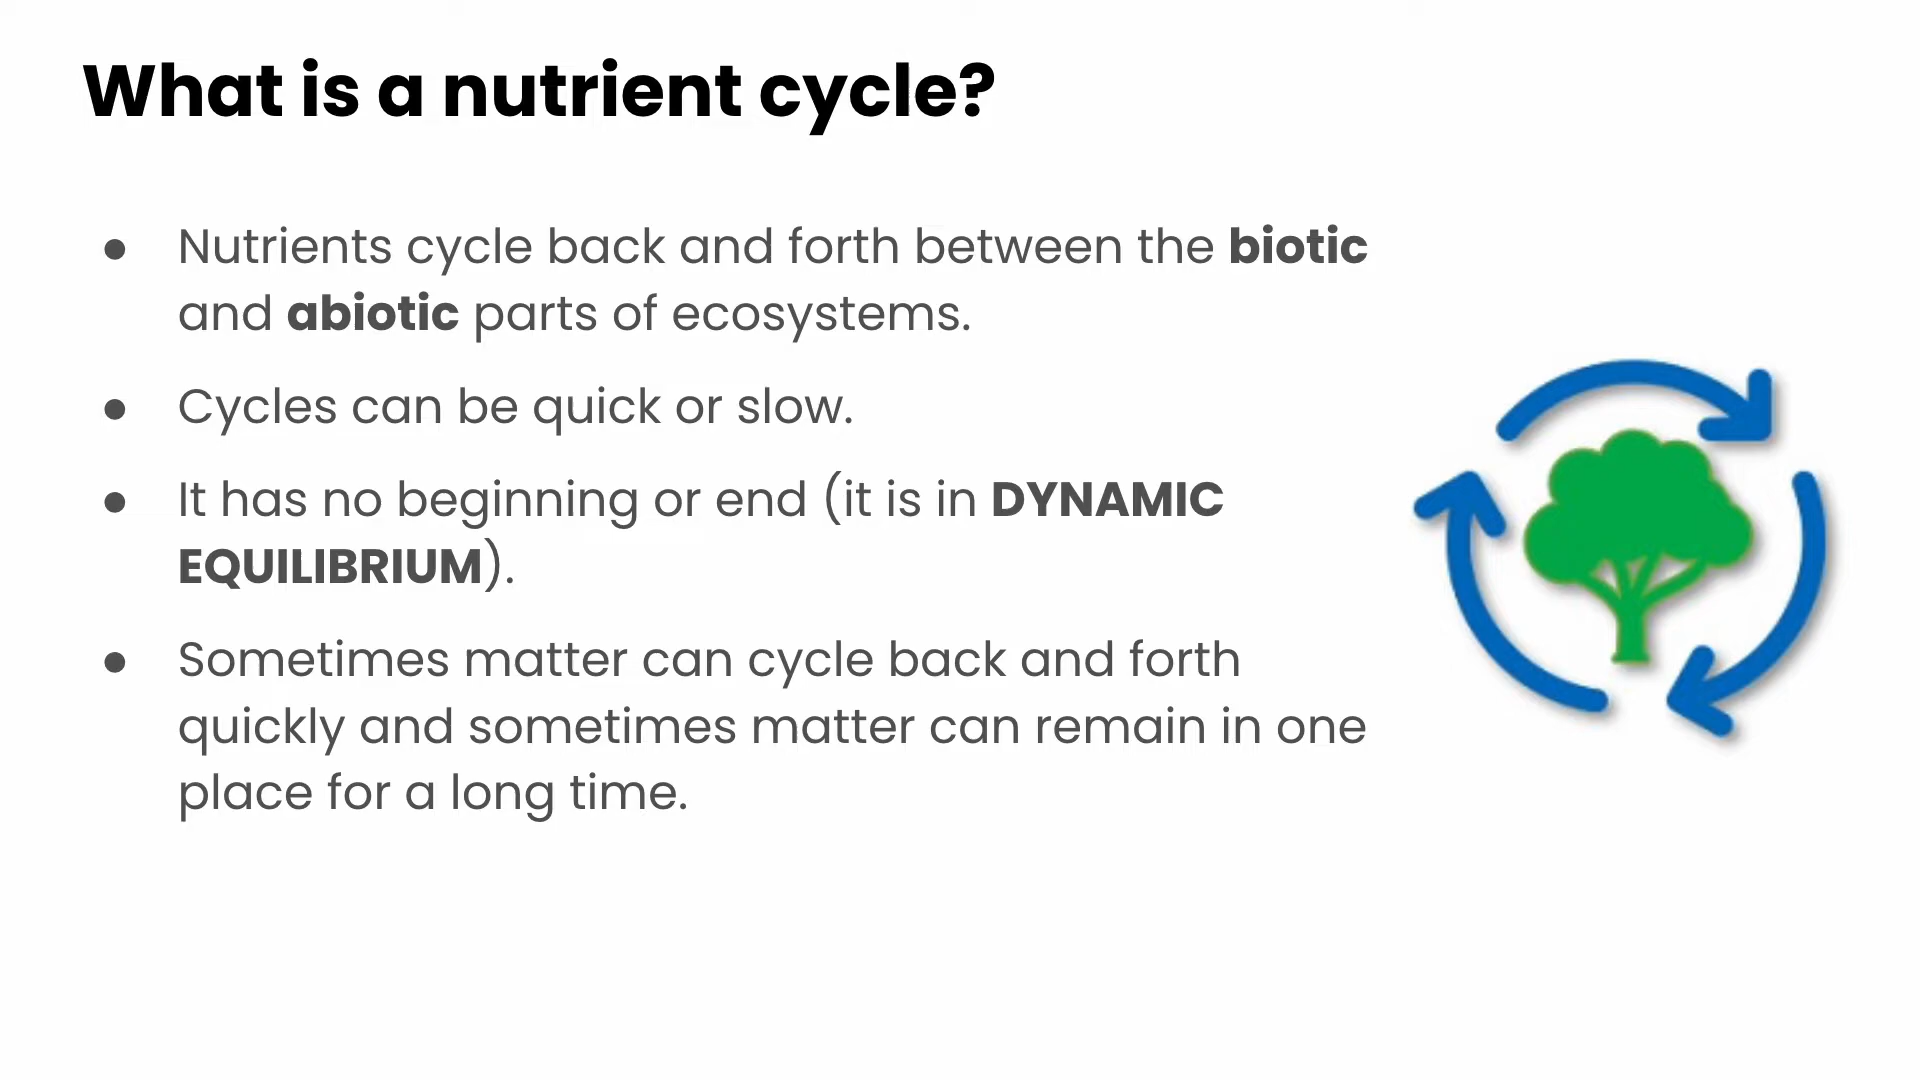 What is a nutrient cycle?
● Nutrients cycle back and forth between the biotic
and abiotic parts of ecosystems.
● Cycles can be quick or slow.
● It has no beginning or end (it is in DYNAMIC
EQUILIBRIUM).
● Sometimes matter can cycle back and forth
quickly and sometimes matter can remain in one
place for a long time.